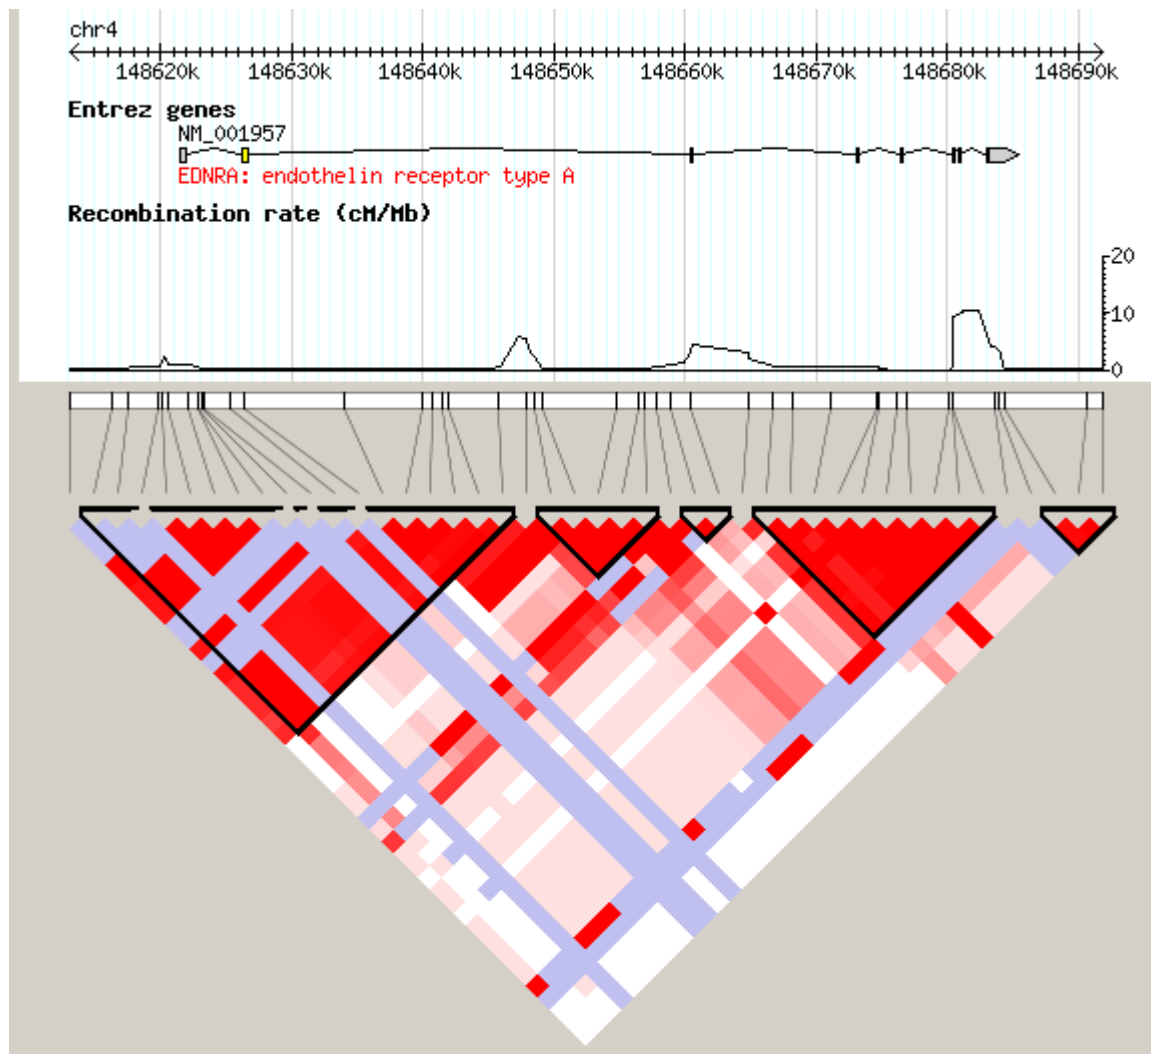 chr4
148620k 148630k 148640k 148650k 148660k 148670k 148680k 148690k
Entrez genes
NM_001957
EDNRA: endothelin receptor type A
Recombination rate (cM/Mb)
20
10
0